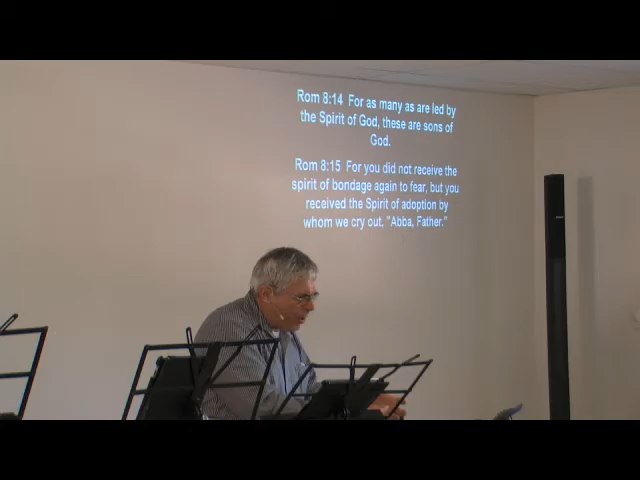 Rom 8:14 For as many as are led by
the Spirit of God, these are sons of
God.
Rom 8:15 For you did not receive the
spirit of bondage again to fear, but you
received the Spirit of adoption by
whom we cry out, "Abba, Father."